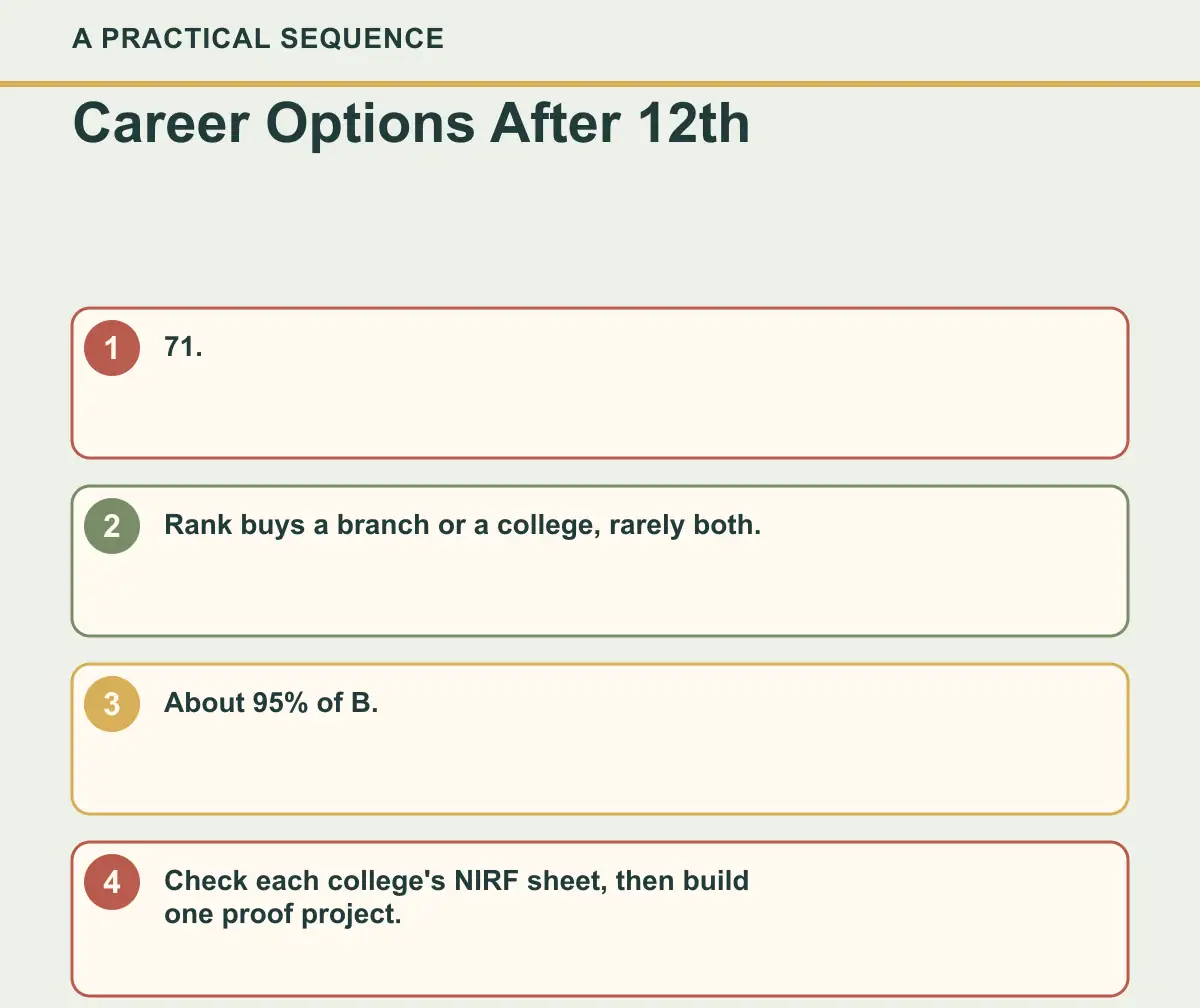 A PRACTICAL SEQUENCE
Career Options After 12th
1
71.
2
Rank buys a branch or a college, rarely both.
3
About 95% of B.
4
Check each college's NIRF sheet, then build
one proof project.